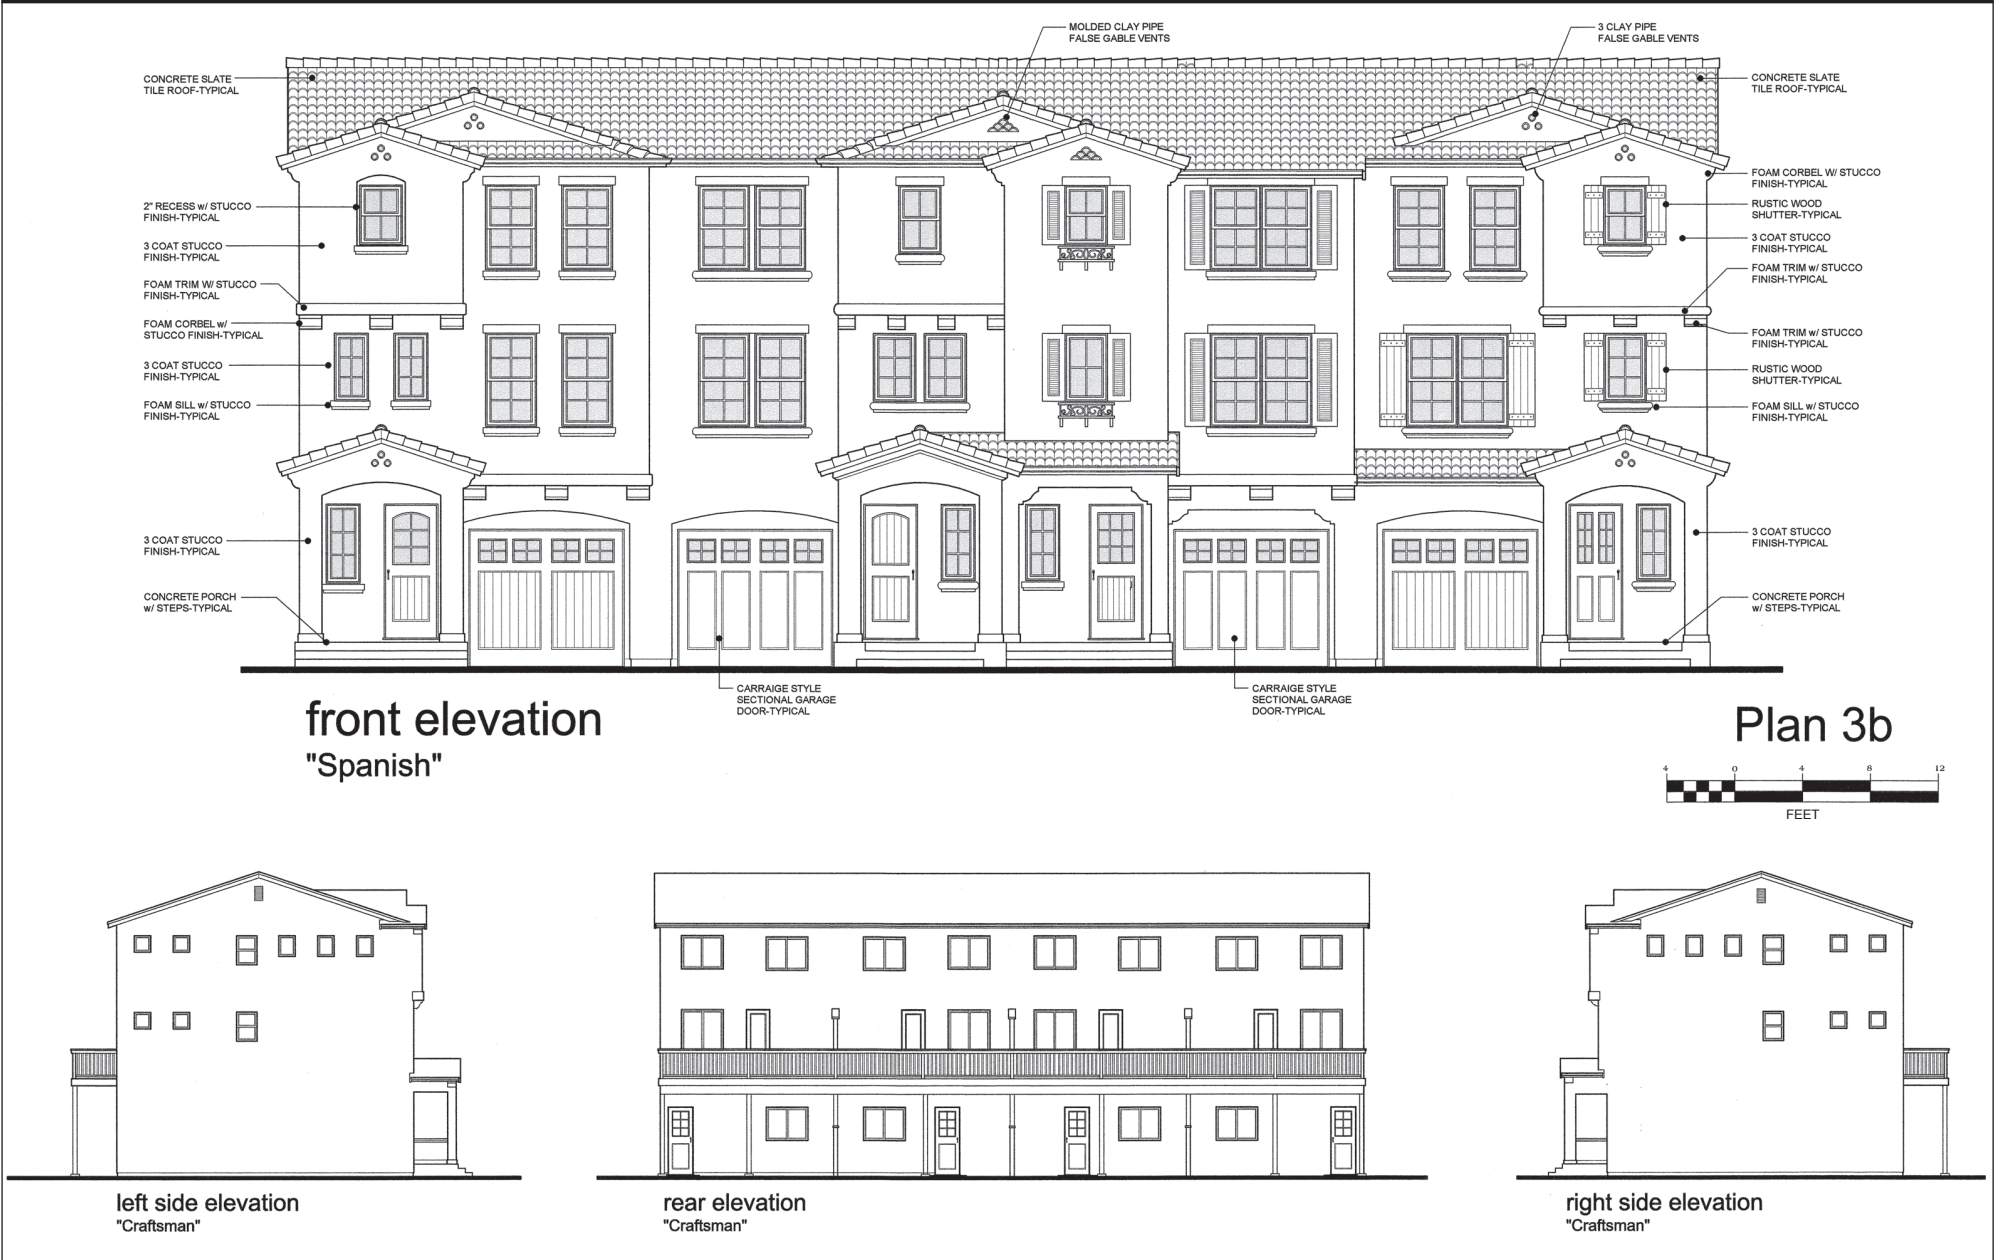 MOLDED CLAY PIPE
FALSE GABLE VENTS
3 CLAY PIPE
FALSE GABLE VENTS
CONCRETE SLATE
TILE ROOF-TYPICAL
2" RECESS w/ STUCCO
FINISH-TYPICAL
3 COAT STUCCO
FINISH-TYPICAL
FOAM TRIM W/ STUCCO
FINISH-TYPICAL
FOAM CORBEL w/
STUCCO FINISH-TYPICAL
3 COAT STUCCO
FINISH-TYPICAL
FOAM SILL w/ STUCCO
FINISH-TYPICAL
3 COAT STUCCO
FINISH-TYPICAL
CONCRETE PORCH
w/ STEPS-TYPICAL
CONCRETE SLATE
TILE ROOF-TYPICAL
FOAM CORBEL W/ STUCCO
FINISH-TYPICAL
RUSTIC WOOD
SHUTTER-TYPICAL
3 COAT STUCCO
FINISH-TYPICAL
FOAM TRIM w/ STUCCO
FINISH-TYPICAL
FOAM TRIM w/ STUCCO
FINISH-TYPICAL
RUSTIC WOOD
SHUTTER-TYPICAL
FOAM SILL w/ STUCCO
FINISH-TYPICAL
3 COAT STUCCO
FINISH-TYPICAL
CONCRETE PORCH
w/ STEPS-TYPICAL
CARRAIGE STYLE
SECTIONAL GARAGE
DOOR-TYPICAL
CARRAIGE STYLE
SECTIONAL GARAGE
DOOR-TYPICAL
front elevation
"Spanish"
Plan 3b
4 0 4 8 12
FEET
left side elevation
"Craftsman"
rear elevation
"Craftsman"
right side elevation
"Craftsman"